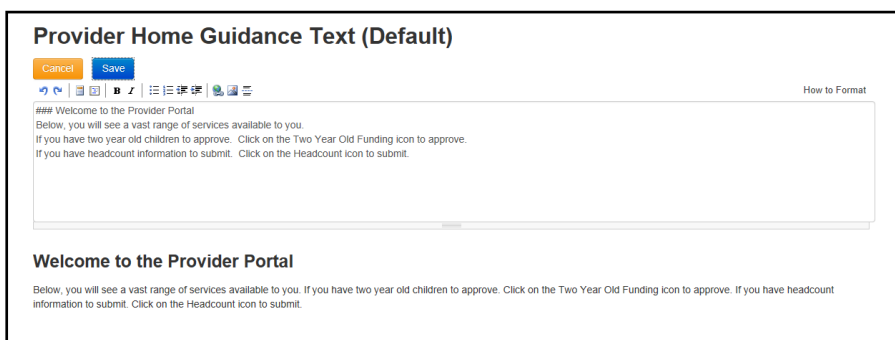 Provider Home Guidance Text (Default)
Cancel Save
B I How to Format
### Welcome to the Provider Portal
Below, you will see a vast range of services available to you.
If you have two year old children to approve.  Click on the Two Year Old Funding icon to approve.
If you have headcount information to submit.  Click on the Headcount icon to submit.
Welcome to the Provider Portal
Below, you will see a vast range of services available to you. If you have two year old children to approve. Click on the Two Year Old Funding icon to approve. If you have headcount
information to submit. Click on the Headcount icon to submit.